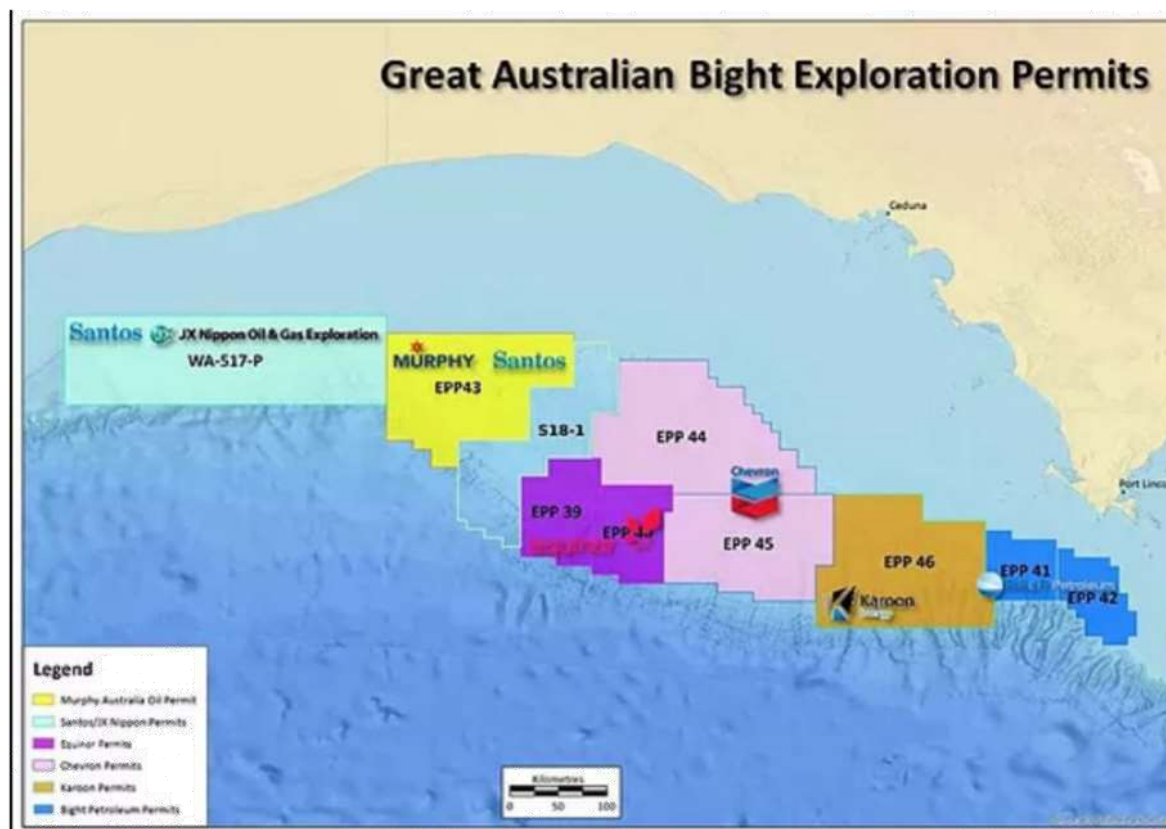 Great Australian Bight Exploration Permits
Ceduna
Santos JX Nippon Oil & Gas Exploration
WA-517-P
MURPHY Santos
EPP43
S18-1
EPP 44
Chevron
Port Linc
EPP 39
EPP 45
EPP 46
EPP 41
Petroleum
EPP 42
Karoon
Legend
Murphy Australia Oil Permit
Santos/JX Nippon Permits
Equinor Permits
Chevron Permits
Karoon Permits
Bight Petroleum Permits
Kilometres
0 50 100